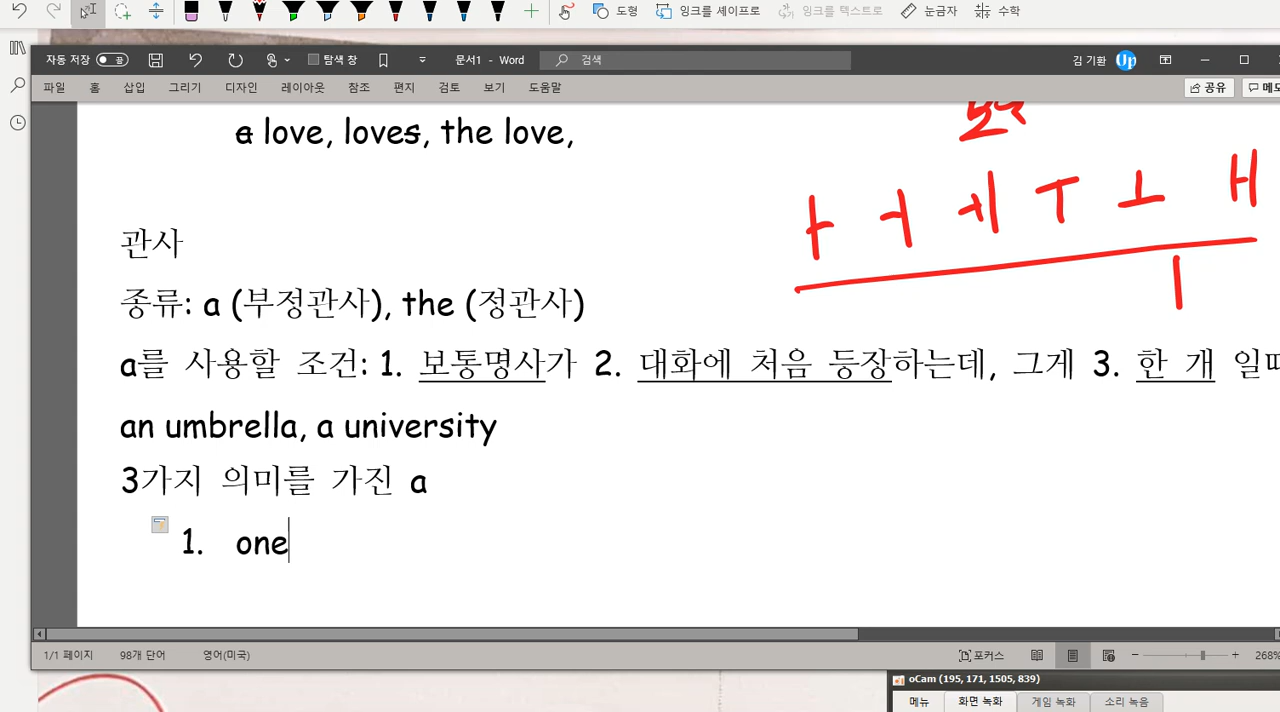 도형 잉크를 셰이프로 잉크를 텍스트로 눈금자 수학
자동 저장 끔 탐색 창 문서1 - Word 검색 김 기환 Up
파일 홈 삽입 그리기 디자인 레이아웃 참조 편지 검토 보기 도움말 공유 메모
a love, loves, the love,
ㅏ ㅓ ㅔ ㅜ ㅗ ㅐ
ㅣ
관사
종류: a (부정관사), the (정관사)
a를 사용할 조건: 1. 보통명사가 2. 대화에 처음 등장하는데, 그게 3. 한 개 일때
an umbrella, a university
3가지 의미를 가진 a
1. one
1/1 페이지 98개 단어 영어(미국) 포커스 268%
oCam (195, 171, 1505, 839)
메뉴 화면 녹화 게임 녹화 소리 녹음